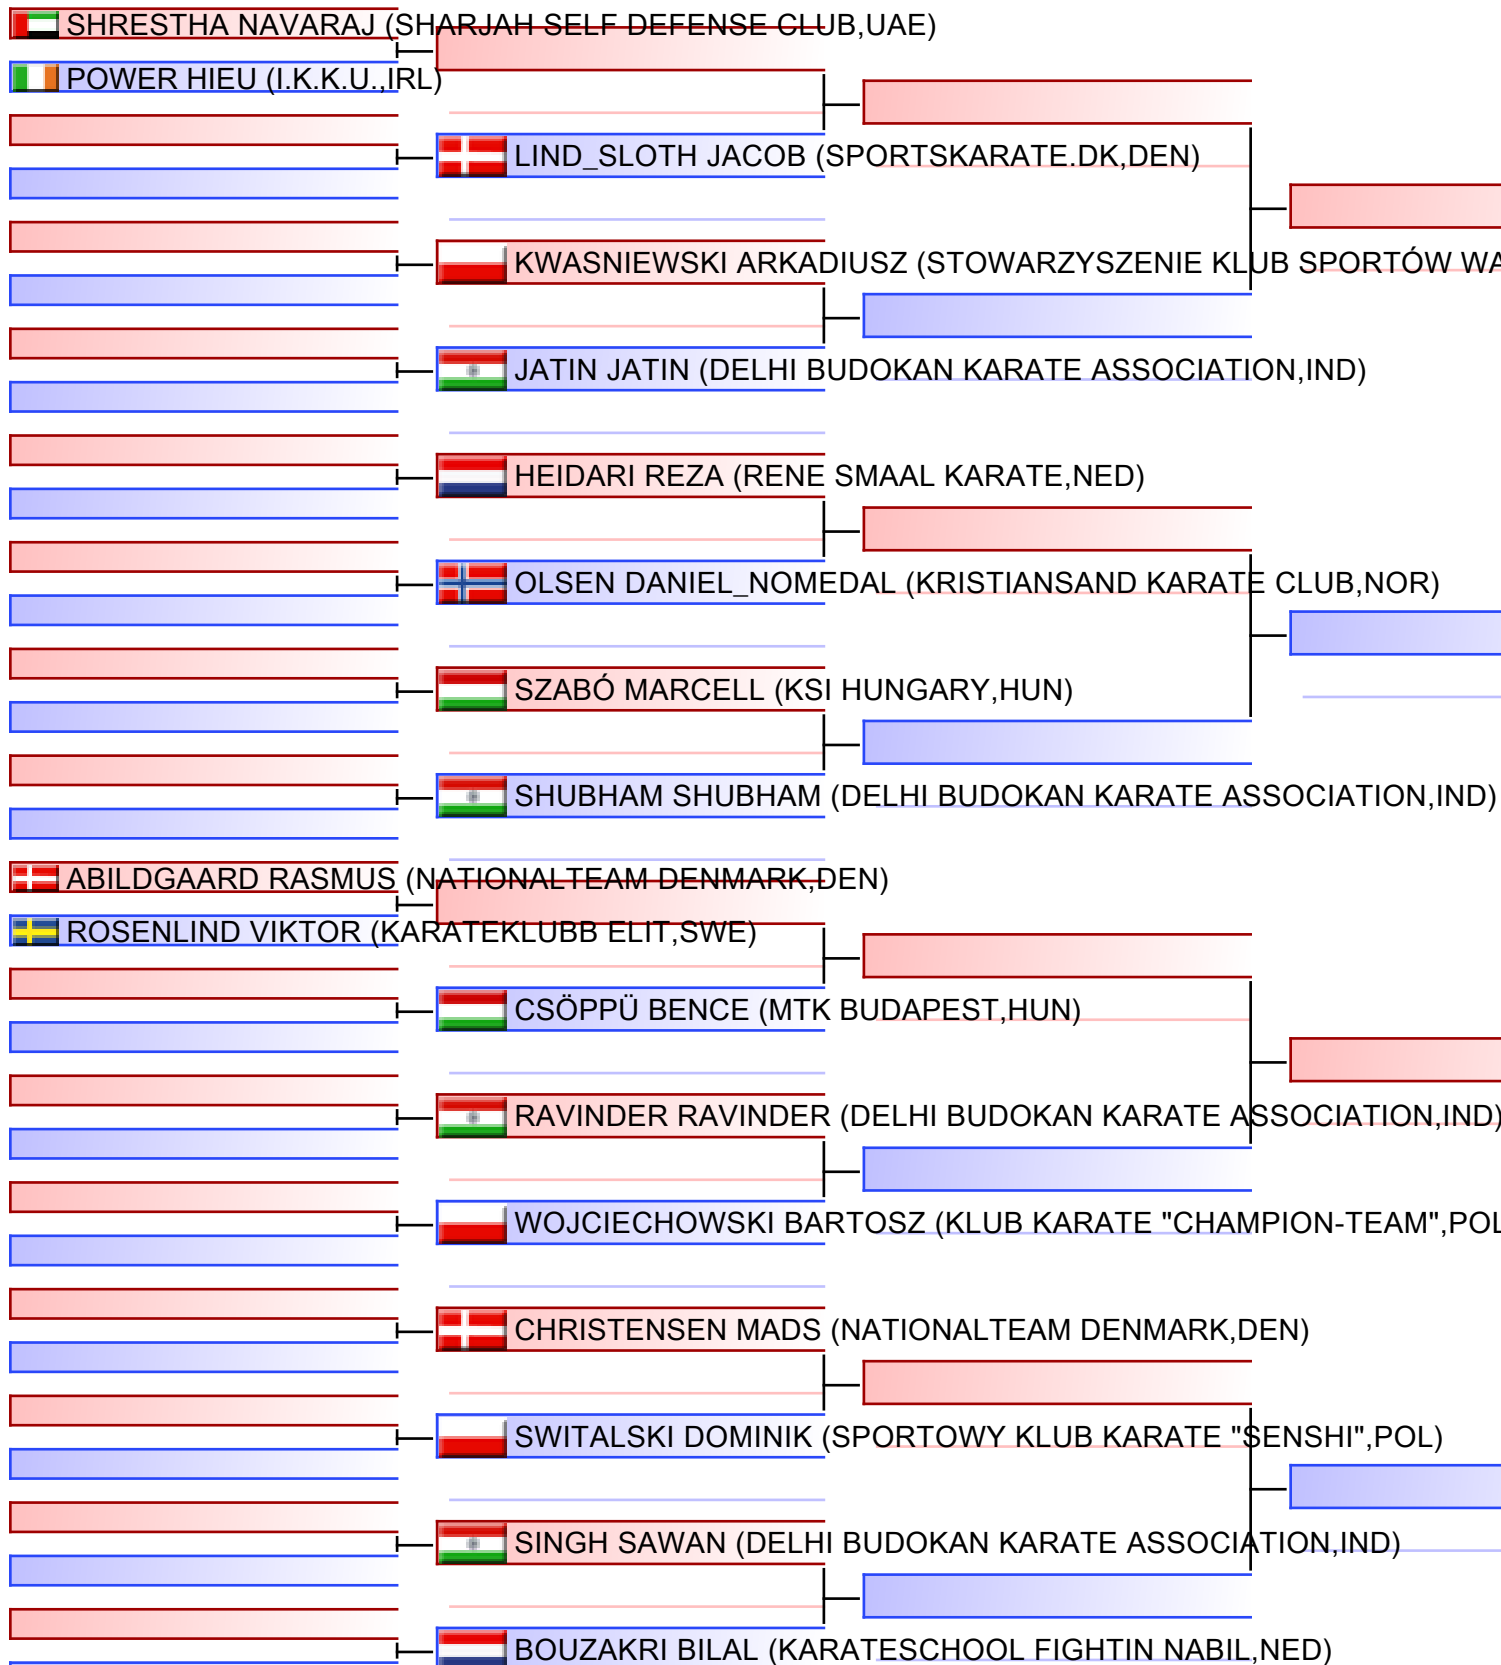 SHRESTHA NAVARAJ (SHARJAH SELF DEFENSE CLUB,UAE)
POWER HIEU (I.K.K.U.,IRL)
LIND_SLOTH JACOB (SPORTSKARATE.DK,DEN)
KWASNIEWSKI ARKADIUSZ (STOWARZYSZENIE KLUB SPORTÓW WA
JATIN JATIN (DELHI BUDOKAN KARATE ASSOCIATION,IND)
HEIDARI REZA (RENE SMAAL KARATE,NED)
OLSEN DANIEL_NOMEDAL (KRISTIANSAND KARATE CLUB,NOR)
SZABÓ MARCELL (KSI HUNGARY,HUN)
SHUBHAM SHUBHAM (DELHI BUDOKAN KARATE ASSOCIATION,IND)
ABILDGAARD RASMUS (NATIONALTEAM DENMARK,DEN)
ROSENLIND VIKTOR (KARATEKLUBB ELIT,SWE)
CSÖPPÜ BENCE (MTK BUDAPEST,HUN)
RAVINDER RAVINDER (DELHI BUDOKAN KARATE ASSOCIATION,IND)
WOJCIECHOWSKI BARTOSZ (KLUB KARATE "CHAMPION-TEAM",POL
CHRISTENSEN MADS (NATIONALTEAM DENMARK,DEN)
SWITALSKI DOMINIK (SPORTOWY KLUB KARATE "SENSHI",POL)
SINGH SAWAN (DELHI BUDOKAN KARATE ASSOCIATION,IND)
BOUZAKRI BILAL (KARATESCHOOL FIGHTIN NABIL,NED)